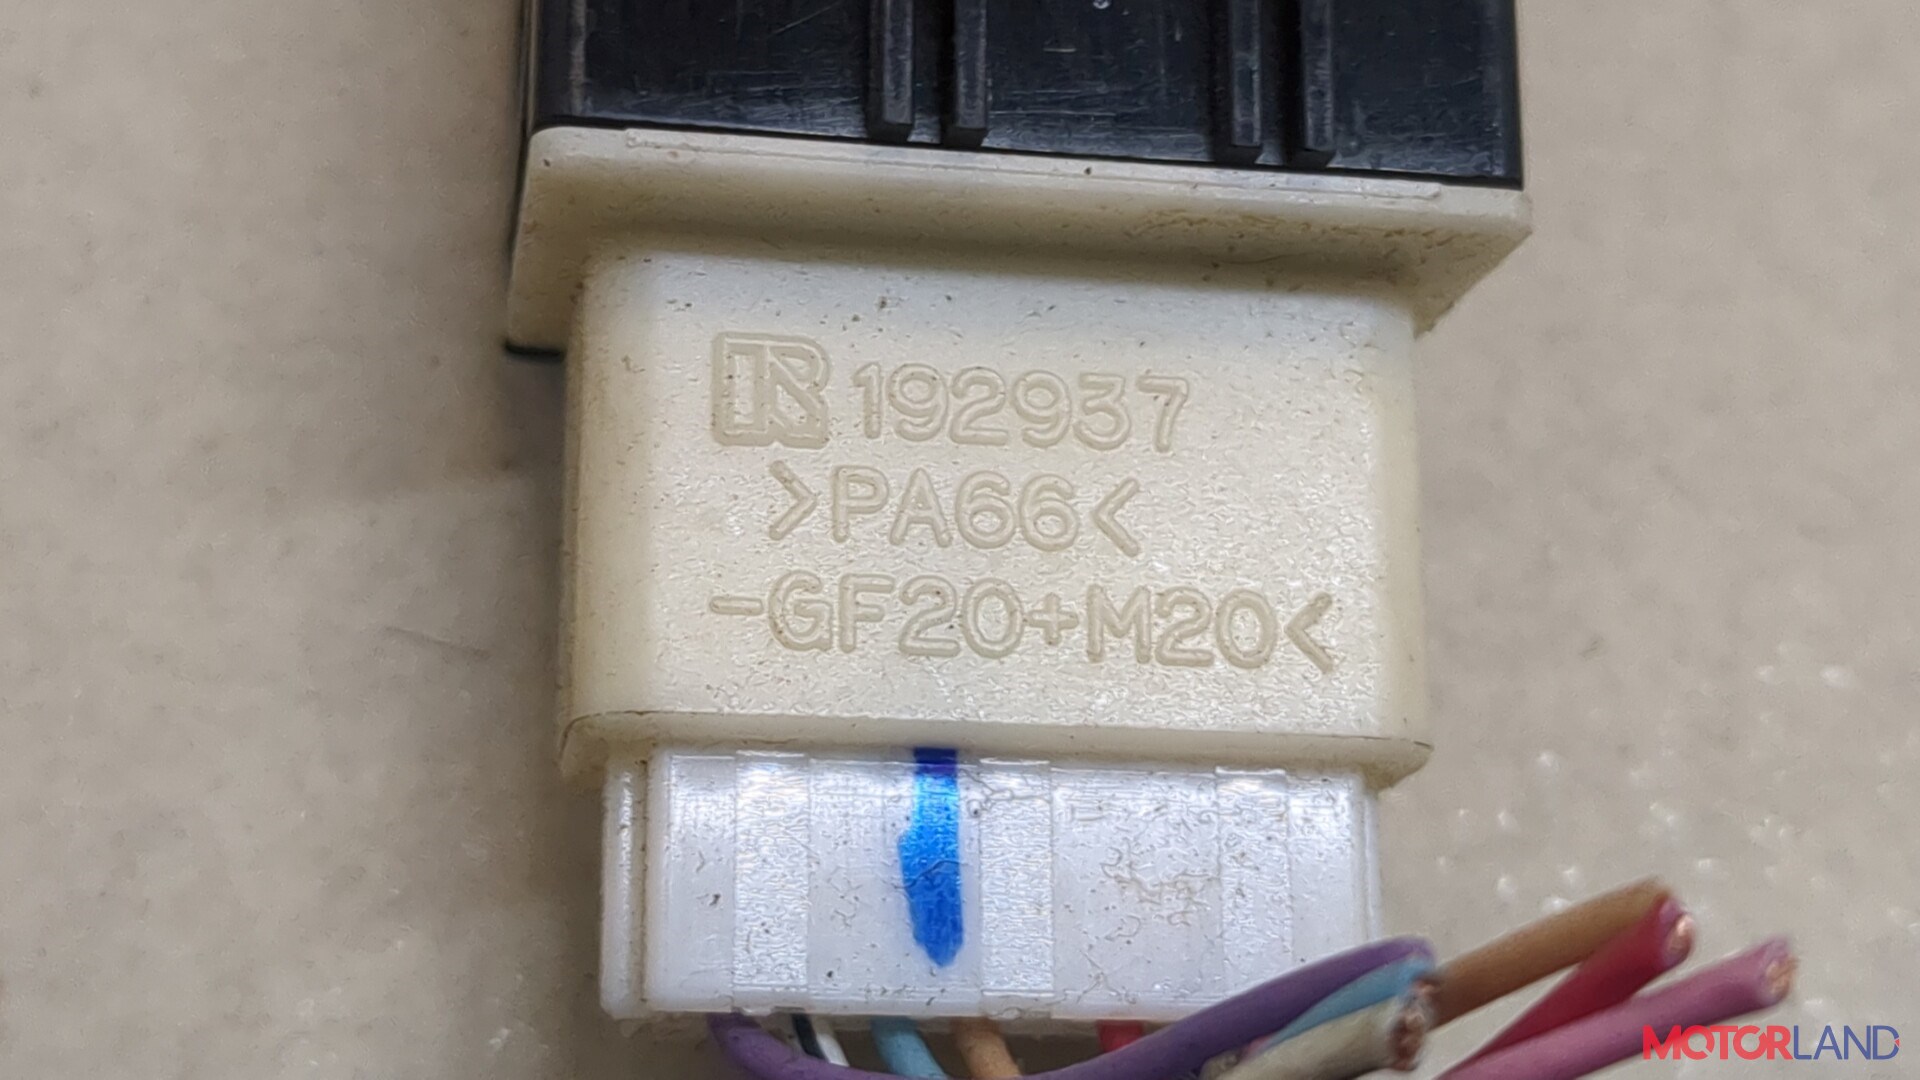 192937
>PA66<
-GF20+M20<
MOTORLAND